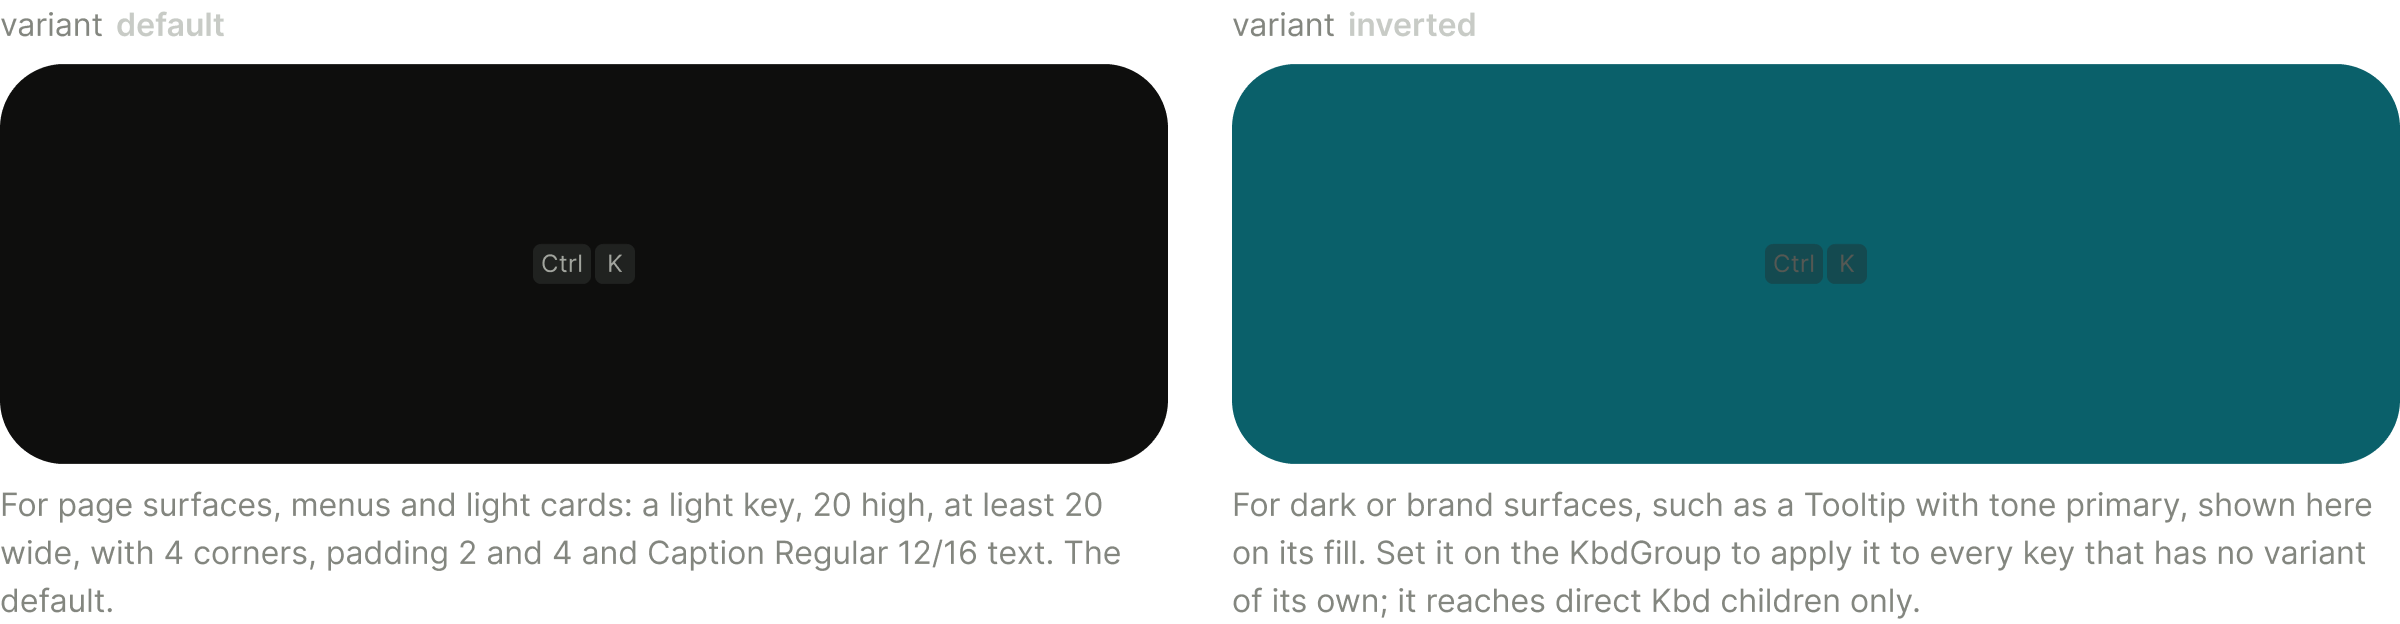 variant default
Ctrl K
For page surfaces, menus and light cards: a light key, 20 high, at least 20
wide, with 4 corners, padding 2 and 4 and Caption Regular 12/16 text. The
default.
variant inverted
Ctrl K
For dark or brand surfaces, such as a Tooltip with tone primary, shown here
on its fill. Set it on the KbdGroup to apply it to every key that has no variant
of its own; it reaches direct Kbd children only.